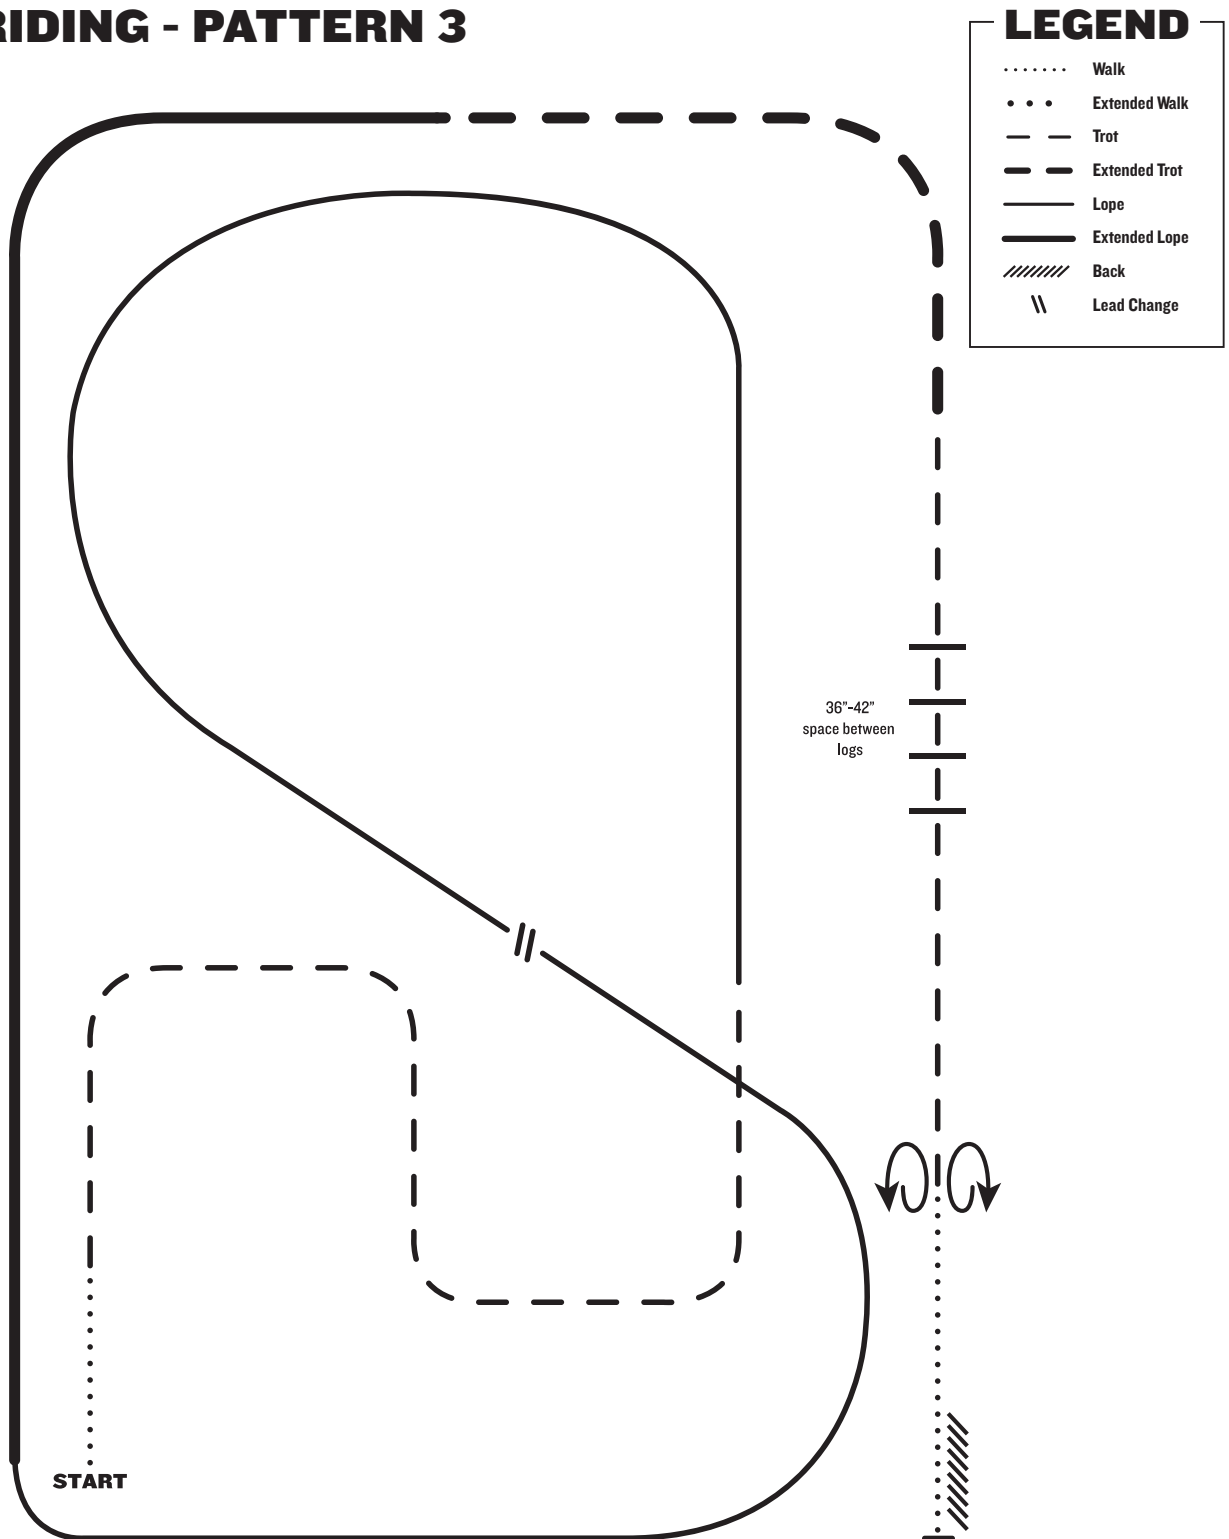 RIDING - PATTERN 3
LEGEND
Walk
Extended Walk
Trot
Extended Trot
Lope
Extended Lope
Back
Lead Change
36”-42”
space between
logs
START